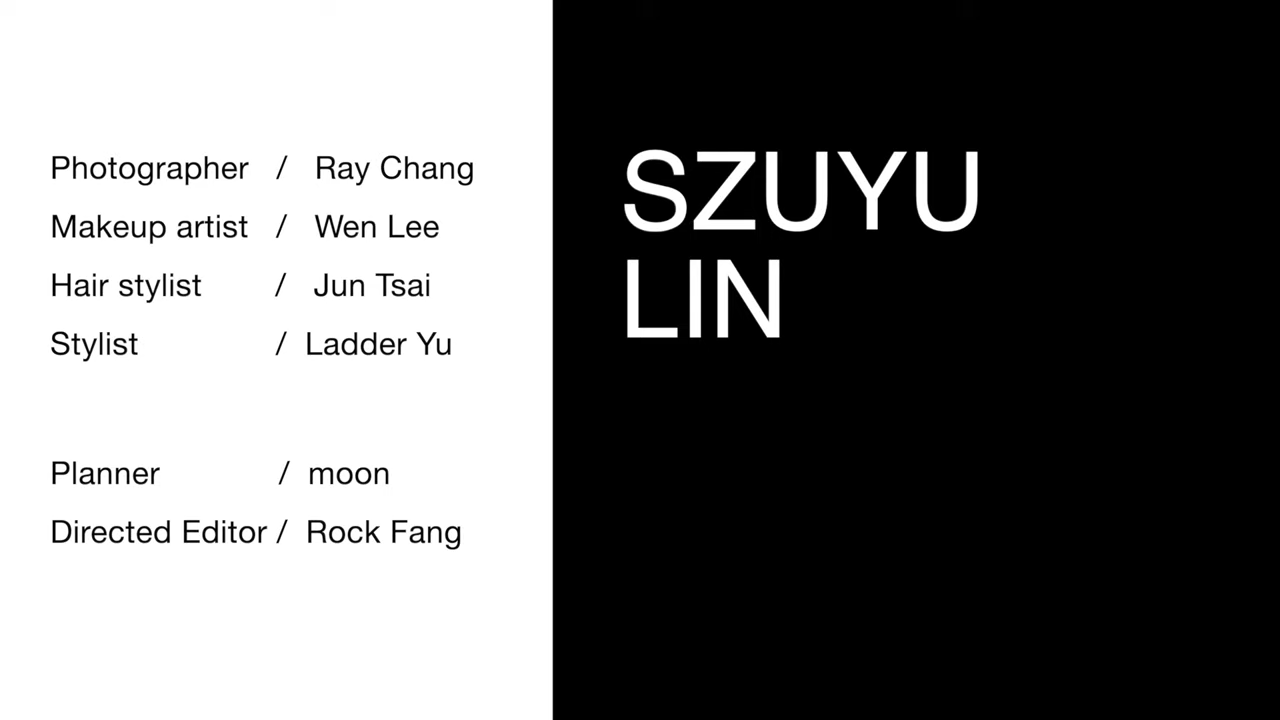 Photographer / Ray Chang
Makeup artist / Wen Lee
Hair stylist / Jun Tsai
Stylist / Ladder Yu
Planner / moon
Directed Editor / Rock Fang
SZUYU
LIN